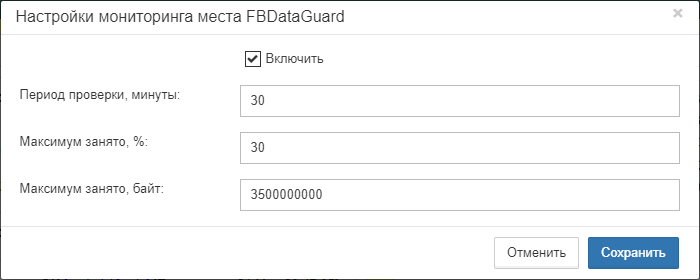 Настройки мониторинга места FBDataGuard
×
Включить
Период проверки, минуты: 30
Максимум занято, %: 30
Максимум занято, байт: 3500000000
Отменить Сохранить